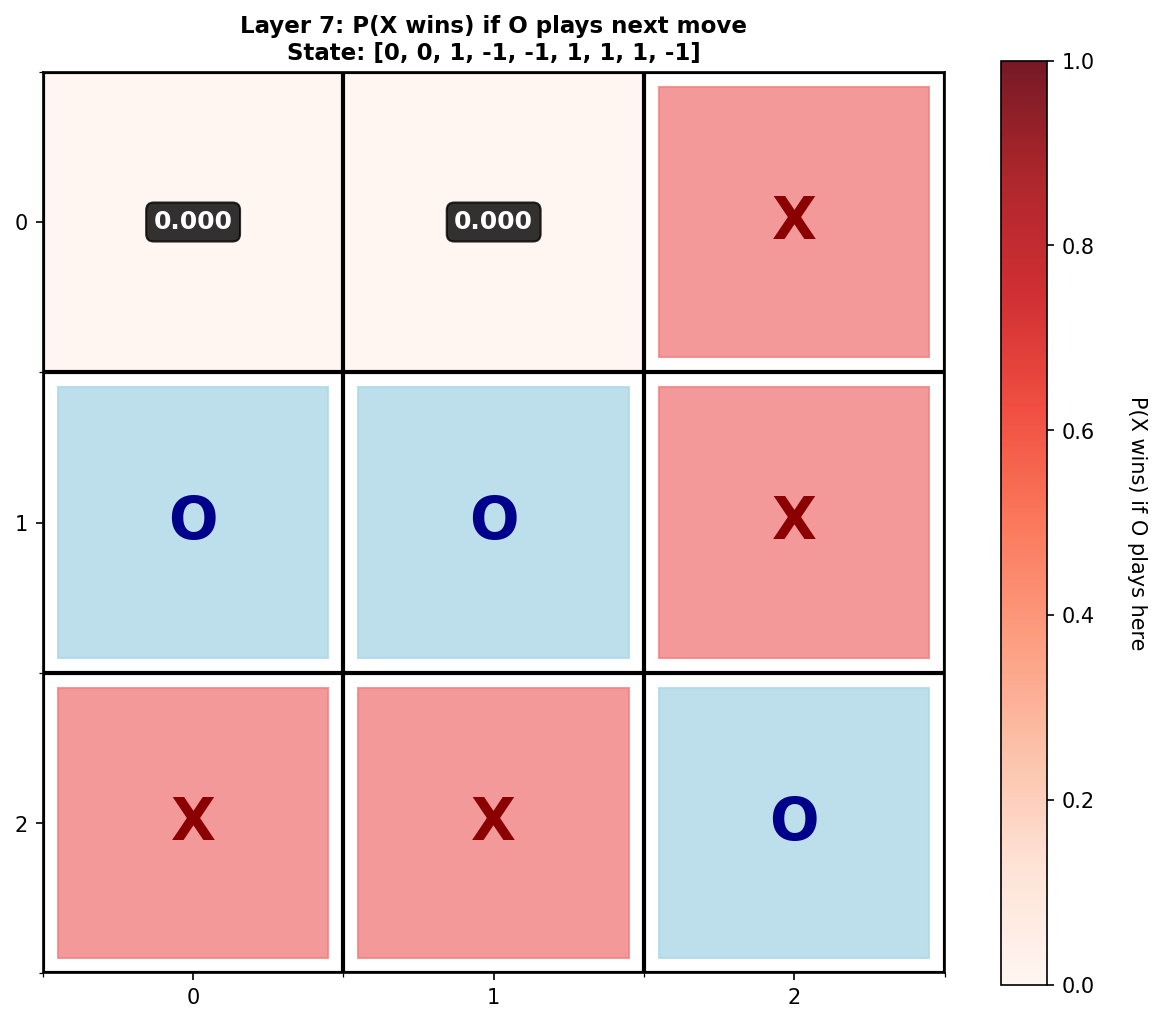 Layer 7: P(X wins) if O plays next move
State: [0, 0, 1, -1, -1, 1, 1, 1, -1]
0 0.000 0.000 X
1 O O X
2 X X O
0 1 2
1.0
0.8
0.6
0.4
0.2
0.0
P(X wins) if O plays here